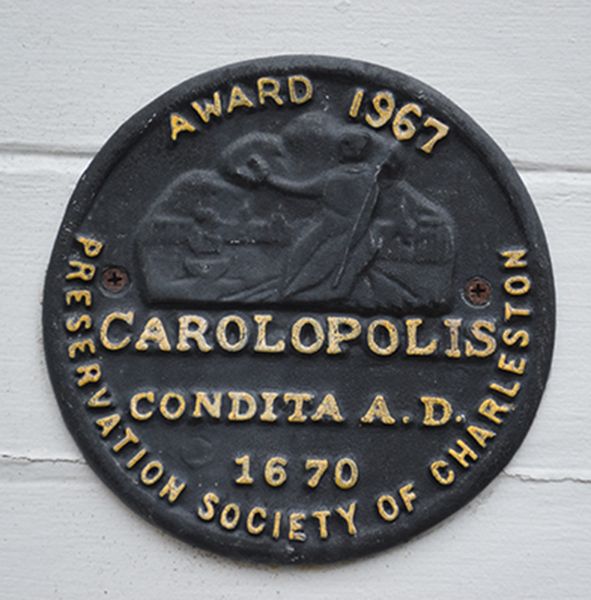 AWARD 1967
CAROLOPOLIS
CONDITA A.D.
1670
PRESERVATION SOCIETY OF CHARLESTON